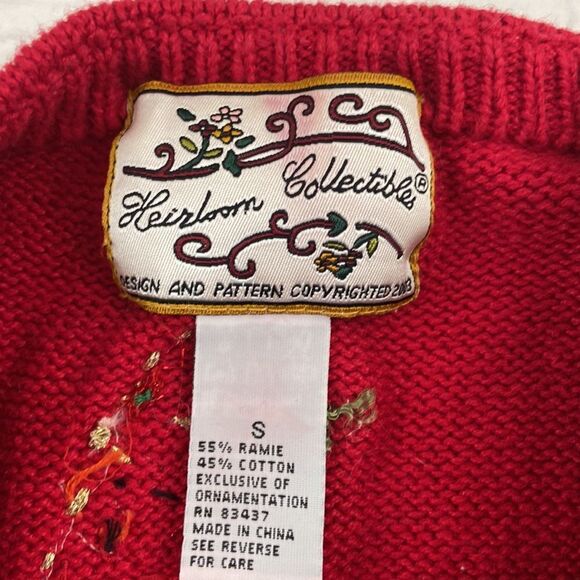 Heirloom Collectibles®
DESIGN AND PATTERN COPYRIGHTED 2003
S
55% RAMIE
45% COTTON
EXCLUSIVE OF
ORNAMENTATION
RN 83437
MADE IN CHINA
SEE REVERSE
FOR CARE